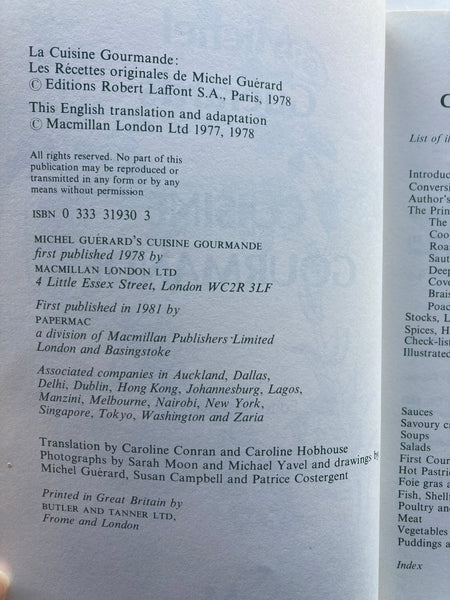 La Cuisine Gourmande:
Les Récettes originales de Michel Guérard
© Editions Robert Laffont S.A., Paris, 1978
This English translation and adaptation
© Macmillan London Ltd 1977, 1978
All rights reserved. No part of this
publication may be reproduced or
transmitted in any form or by any
means without permission
ISBN 0 333 31930 3
MICHEL GUÉRARD'S CUISINE GOURMANDE
first published 1978 by
MACMILLAN LONDON LTD
4 Little Essex Street, London WC2R 3LF
First published in 1981 by
PAPERMAC
a division of Macmillan Publishers Limited
London and Basingstoke
Associated companies in Auckland, Dallas,
Delhi, Dublin, Hong Kong, Johannesburg, Lagos,
Manzini, Melbourne, Nairobi, New York,
Singapore, Tokyo, Washington and Zaria
Translation by Caroline Conran and Caroline Hobhouse
Photographs by Sarah Moon and Michael Yavel and drawings by
Michel Guérard, Susan Campbell and Patrice Costergent
Printed in Great Britain by
BUTLER AND TANNER LTD,
Frome and London
C
List of il
Introduc
Conversi
Author's
The Prin
The
Coo
Roa
Saut
Deep
Cove
Brais
Poac
Stocks, L
Spices, H
Check-lis
Illustrated
Sauces
Savoury c
Soups
Salads
First Cour
Hot Pastri
Foie gras a
Fish, Shell
Poultry and
Meat
Vegetables
Puddings a
Index